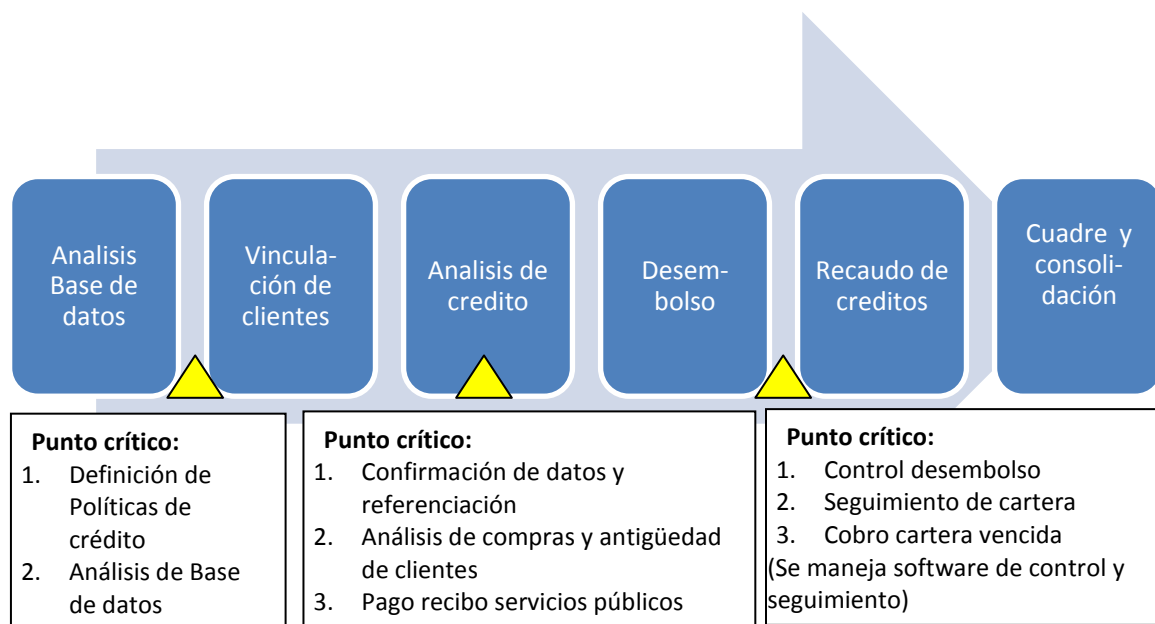 Analisis
Base de
datos
Vincula-
ción de
clientes
Analisis de
credito
Desem-
bolso
Recaudo de
creditos
Cuadre y
consoli-
dación
Punto crítico:
1. Definición de
Políticas de
crédito
2. Análisis de Base
de datos
Punto crítico:
1. Confirmación de datos y
referenciación
2. Análisis de compras y antigüedad
de clientes
3. Pago recibo servicios públicos
Punto crítico:
1. Control desembolso
2. Seguimiento de cartera
3. Cobro cartera vencida
(Se maneja software de control y
seguimiento)